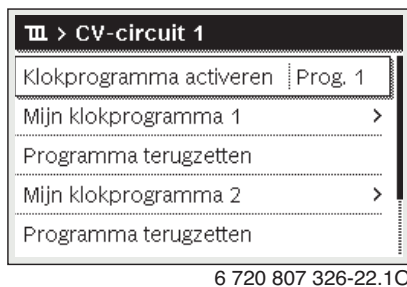 > CV-circuit 1
Klokprogramma activeren Prog. 1
Mijn klokprogramma 1 >
Programma terugzetten
Mijn klokprogramma 2 >
Programma terugzetten
6 720 807 326-22.1O